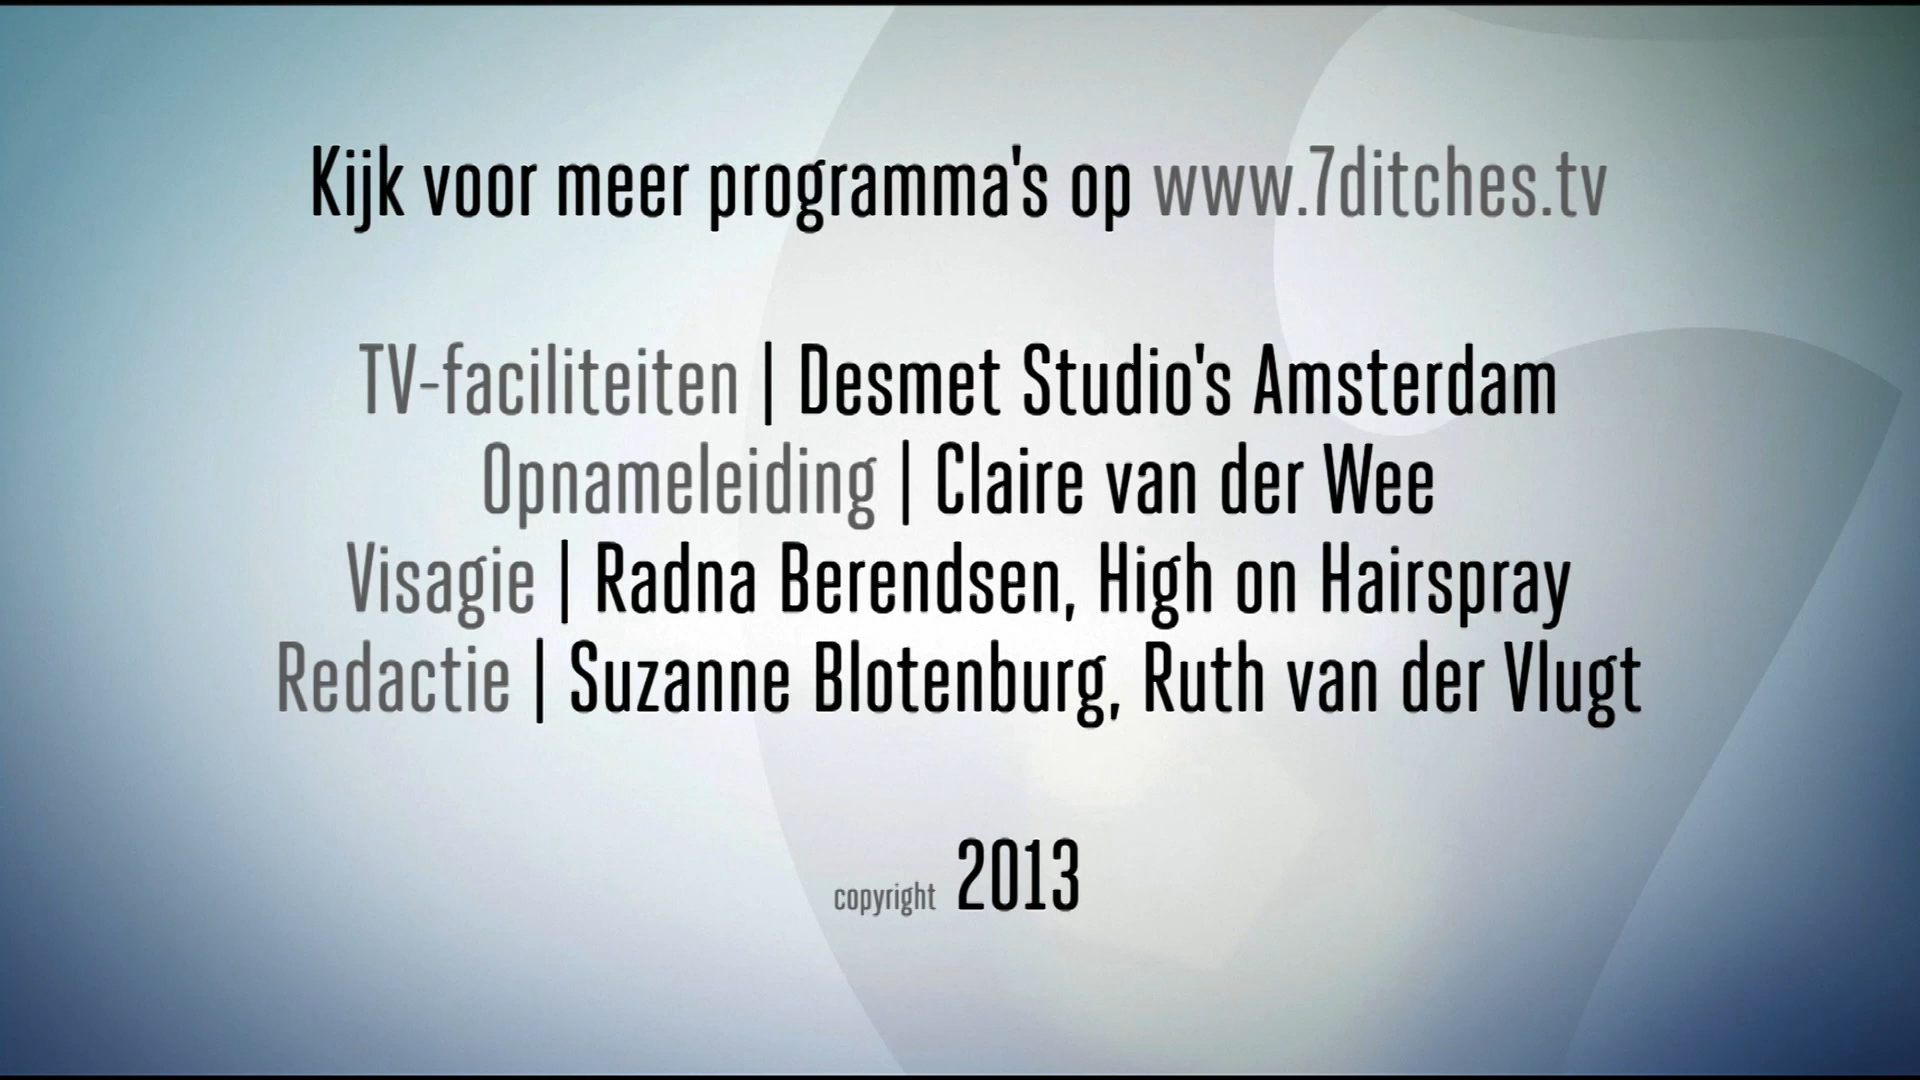 Kijk voor meer programma's op www.7ditches.tv
TV-faciliteiten | Desmet Studio's Amsterdam
Opnameleiding | Claire van der Wee
Visagie | Radna Berendsen, High on Hairspray
Redactie | Suzanne Blotenburg, Ruth van der Vlugt
copyright 2013